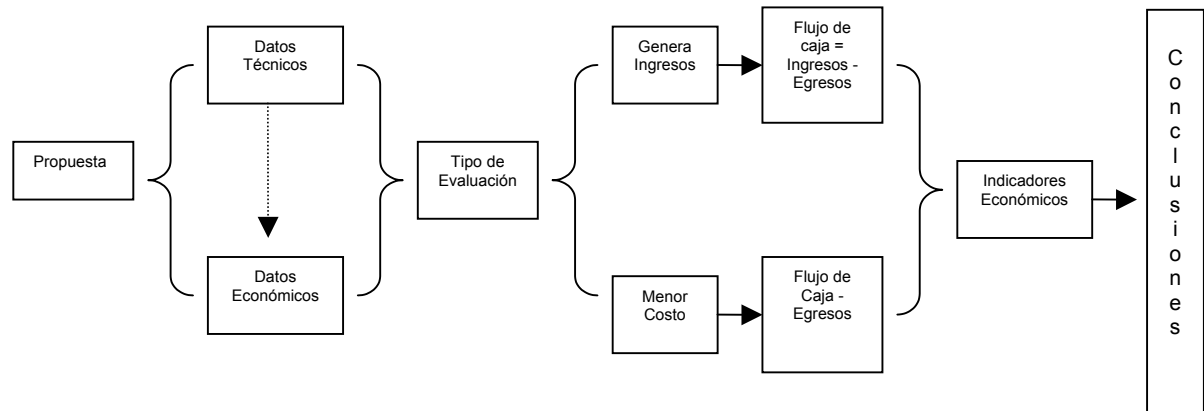 Propuesta
Datos
Técnicos
Datos
Económicos
Tipo de
Evaluación
Genera
Ingresos
Flujo de
caja =
Ingresos -
Egresos
Menor
Costo
Flujo de
Caja -
Egresos
Indicadores
Económicos
C
o
n
c
l
u
s
i
o
n
e
s